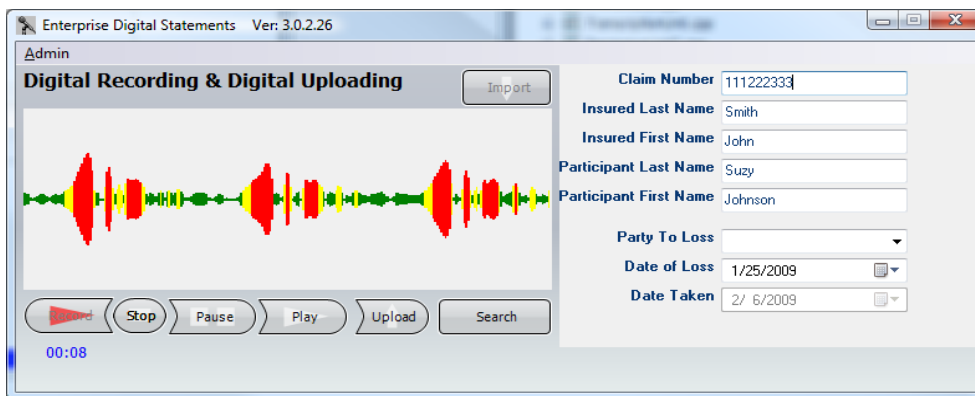 Enterprise Digital Statements Ver: 3.0.2.26
Admin
Digital Recording & Digital Uploading
Import
Claim Number 111222333
Insured Last Name Smith
Insured First Name John
Participant Last Name Suzy
Participant First Name Johnson
Party To Loss
Date of Loss 1/25/2009
Date Taken 2/ 6/2009
Record Stop Pause Play Upload Search
00:08